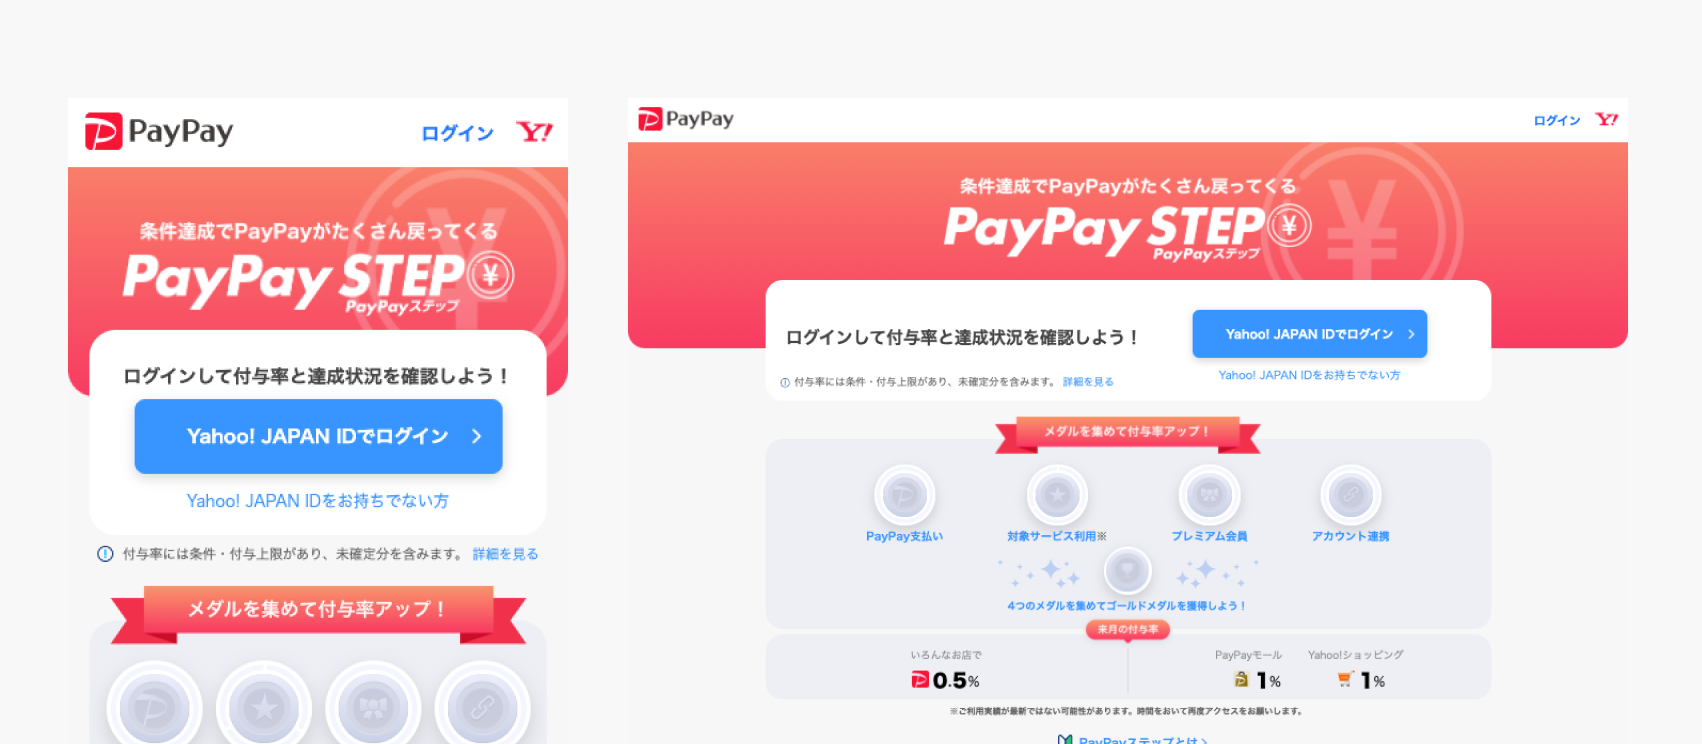 PayPay
ログイン
Y!
条件達成でPayPayがたくさん戻ってくる
PayPay STEP ¥
PayPayステップ
ログインして付与率と達成状況を確認しよう！
Yahoo! JAPAN IDでログイン
Yahoo! JAPAN IDをお持ちでない方
付与率には条件・付与上限があり、未確定分を含みます。 詳細を見る
メダルを集めて付与率アップ！
PayPay
ログイン
Y!
条件達成でPayPayがたくさん戻ってくる
PayPay STEP ¥
PayPayステップ
ログインして付与率と達成状況を確認しよう！
Yahoo! JAPAN IDでログイン
Yahoo! JAPAN IDをお持ちでない方
付与率には条件・付与上限があり、未確定分を含みます。 詳細を見る
メダルを集めて付与率アップ！
PayPay支払い
対象サービス利用※
プレミアム会員
アカウント連携
4つのメダルを集めてゴールドメダルを獲得しよう！
来月の付与率
いろんなお店で
0.5%
PayPayモール
1%
Yahoo!ショッピング
1%
※ご利用実績が最新ではない可能性があります。時間をおいて再度アクセスをお願いします。
PayPayステップとは